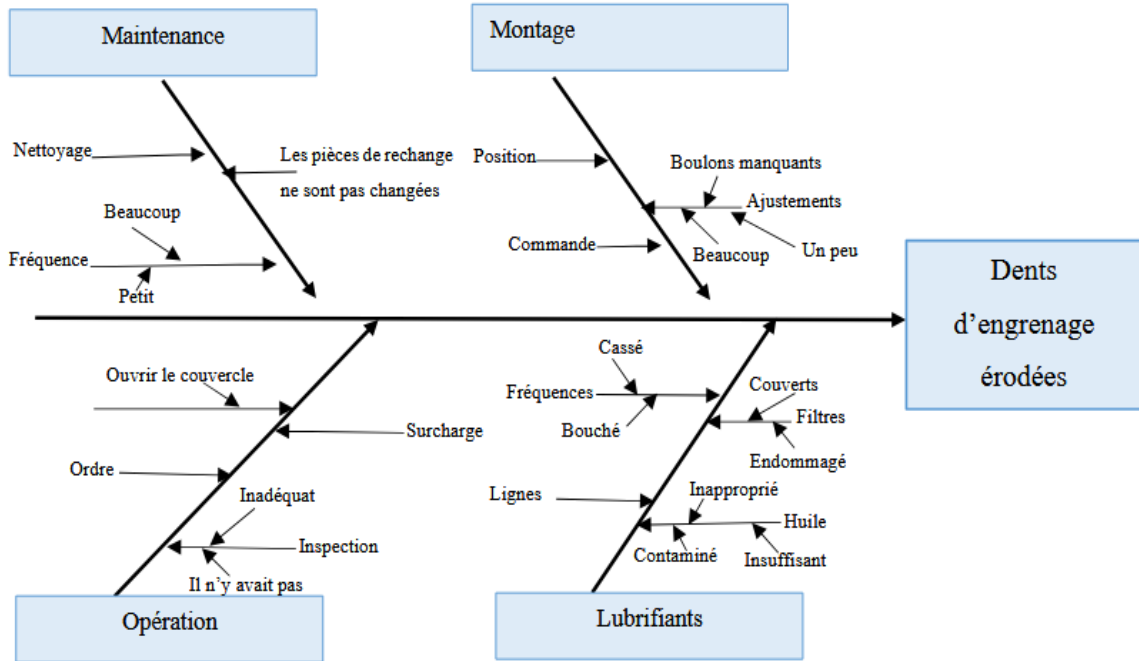 Maintenance
Montage
Nettoyage
Les pièces de rechange
ne sont pas changées
Beaucoup
Fréquence
Petit
Position
Boulons manquants
Ajustements
Commande
Beaucoup
Un peu
Dents
d’engrenage
érodées
Ouvrir le couvercle
Surcharge
Ordre
Inadéquat
Inspection
Il n’y avait pas
Cassé
Fréquences
Bouché
Couverts
Filtres
Endommagé
Lignes
Inapproprié
Huile
Contaminé
Insuffisant
Opération
Lubrifiants